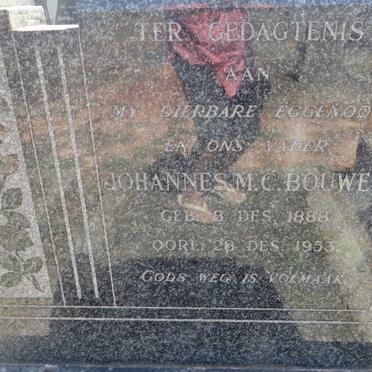 TER GEDAGTENIS
AAN
MY DIERBARE EGGENOO
EN ONS VADER
JOHANNES M.C. BOUWE
GEB. 8 DES. 1888
OORL. 28 DES. 1953
GODS WEG IS VOLMAAK